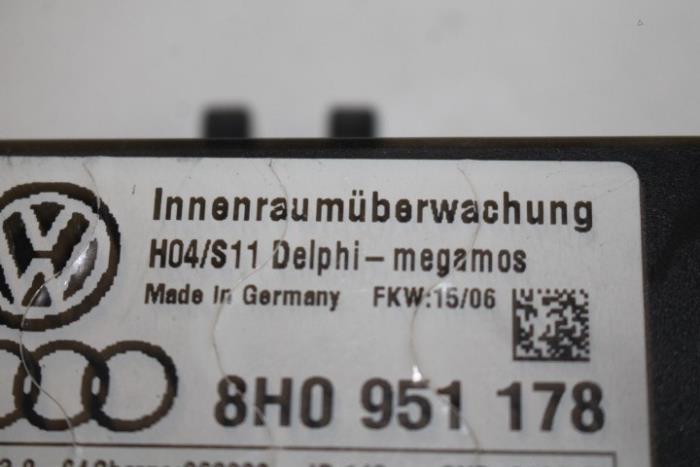 Innenraumüberwachung
H04/S11 Delphi-megamos
Made in Germany FKW:15/06
8H0 951 178